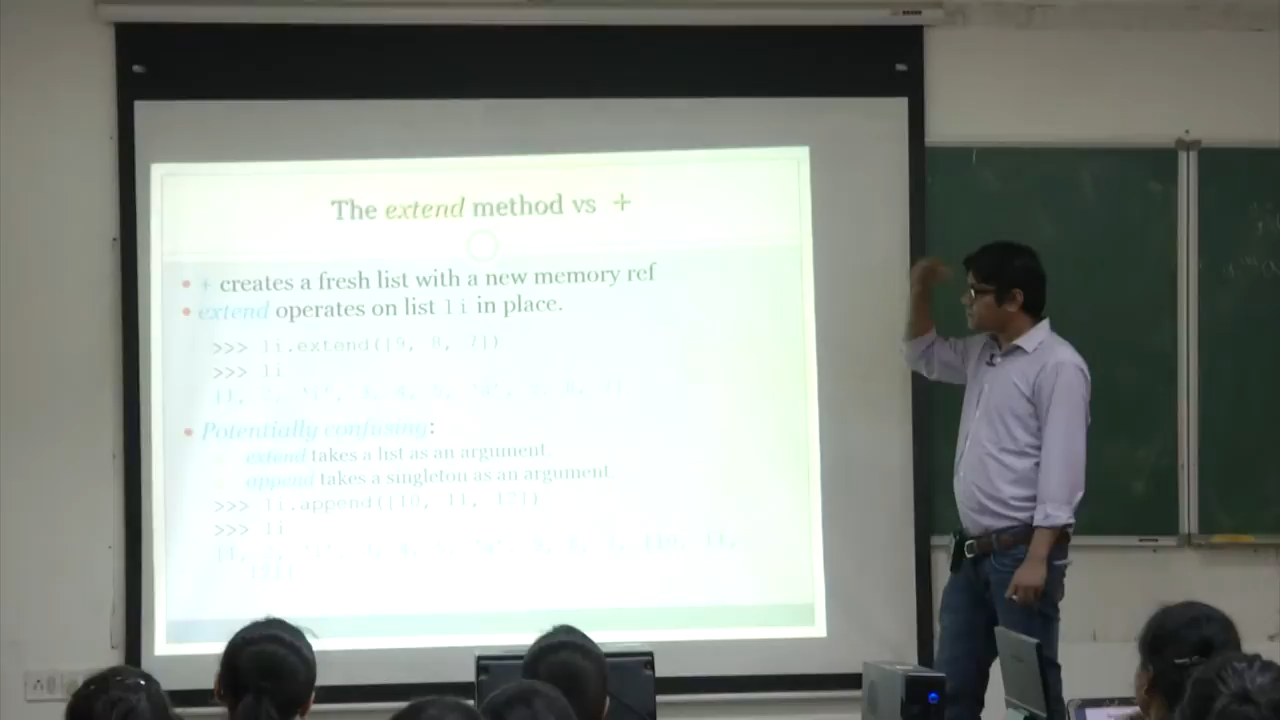 The extend method vs +
• + creates a fresh list with a new memory ref
• extend operates on list li in place.
>>> li.extend([9, 8, 7])
>>> li
• Potentially confusing:
extend takes a list as an argument.
append takes a singleton as an argument.
>>> li.append([10, 11, 12])
>>> li